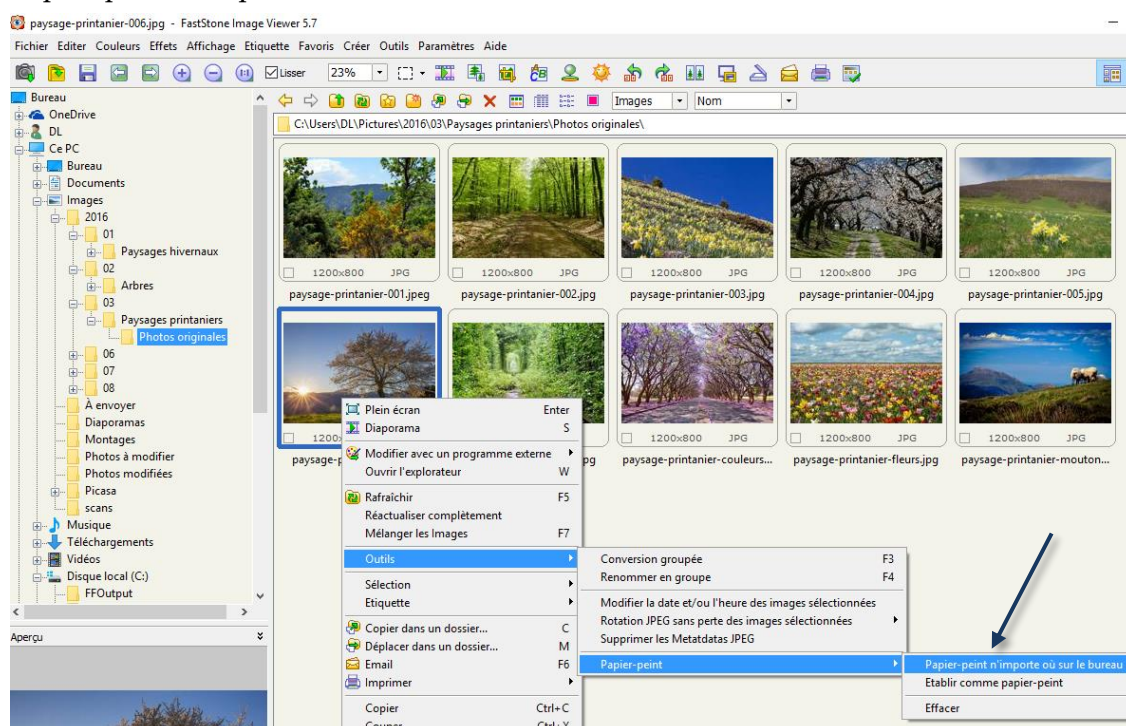 paysage-printanier-006.jpg - FastStone Image Viewer 5.7
Fichier Editer Couleurs Effets Affichage Etiquette Favoris Créer Outils Paramètres Aide
Lisser 23%
Images Nom
C:\Users\DL\Pictures\2016\03\Paysages printaniers\Photos originales\
Bureau
OneDrive
DL
Ce PC
Bureau
Documents
Images
2016
01
Paysages hivernaux
02
Arbres
03
Paysages printaniers
Photos originales
06
07
08
À envoyer
Diaporamas
Montages
Photos à modifier
Photos modifiées
Picasa
scans
Musique
Téléchargements
Vidéos
Disque local (C:)
FFOutput
Aperçu
1200x800 JPG
1200x800 JPG
1200x800 JPG
1200x800 JPG
1200x800 JPG
paysage-printanier-001.jpeg
paysage-printanier-002.jpg
paysage-printanier-003.jpg
paysage-printanier-004.jpg
paysage-printanier-005.jpg
1200x800 JPG
1200x800 JPG
1200x800 JPG
paysage-printanier-couleurs...
paysage-printanier-fleurs.jpg
paysage-printanier-mouton...
Plein écran Enter
Diaporama S
Modifier avec un programme externe
Ouvrir l'explorateur W
Rafraîchir F5
Réactualiser complètement
Mélanger les Images F7
Outils
Sélection
Etiquette
Copier dans un dossier... C
Déplacer dans un dossier... M
Email F6
Imprimer
Copier Ctrl+C
Conversion groupée F3
Renommer en groupe F4
Modifier la date et/ou l'heure des images sélectionnées
Rotation JPEG sans perte des images sélectionnées
Supprimer les Metatdatas JPEG
Papier-peint
Papier-peint n'importe où sur le bureau
Etablir comme papier-peint
Effacer